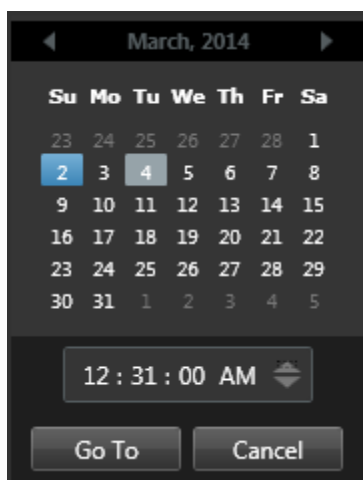 March, 2014
Su Mo Tu We Th Fr Sa
23 24 25 26 27 28 1
2 3 4 5 6 7 8
9 10 11 12 13 14 15
16 17 18 19 20 21 22
23 24 25 26 27 28 29
30 31 1 2 3 4 5
12 : 31 : 00 AM
Go To Cancel